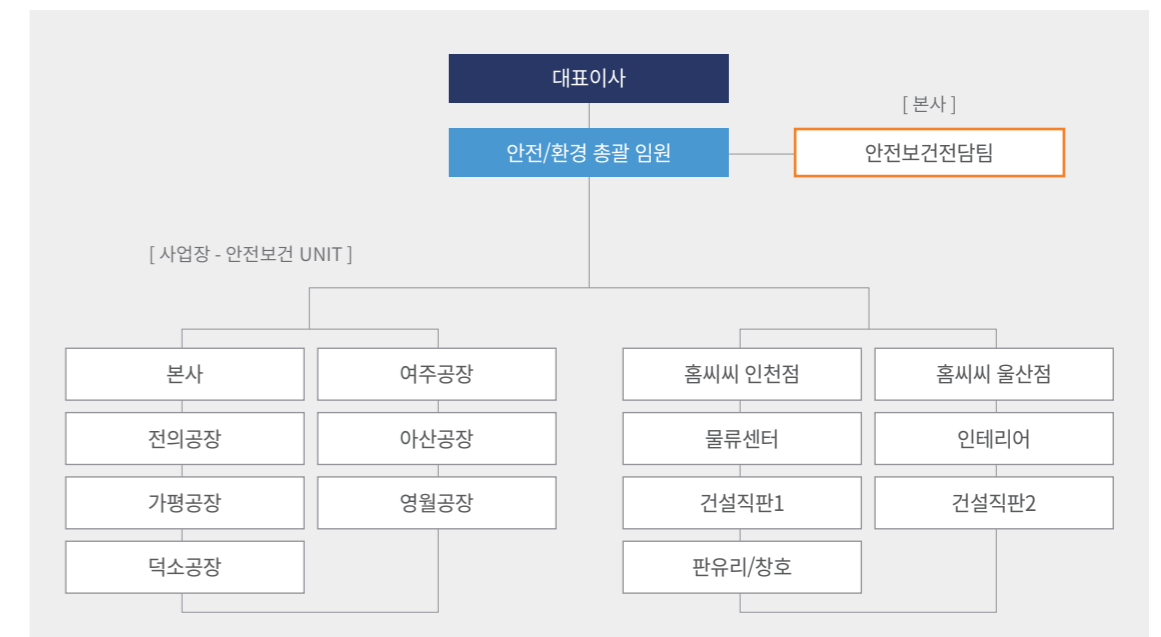 대표이사
[ 본사 ]
안전/환경 총괄 임원
안전보건전담팀
[ 사업장 - 안전보건 UNIT ]
본사
여주공장
홈씨씨 인천점
홈씨씨 울산점
전의공장
아산공장
물류센터
인테리어
가평공장
영월공장
건설직판1
건설직판2
덕소공장
판유리/창호